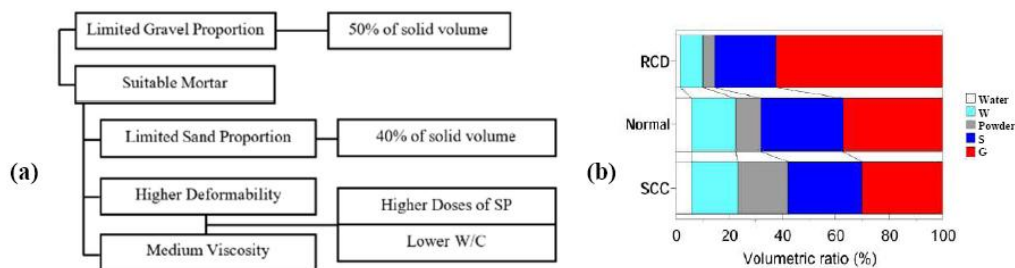 Limited Gravel Proportion
50% of solid volume
Suitable Mortar
Limited Sand Proportion
40% of solid volume
(a)
Higher Deformability
Higher Doses of SP
Lower W/C
Medium Viscosity
RCD
Normal
SCC
(b)
0
20
40
60
80
100
Volumetric ratio (%)
Water
W
Powder
S
G